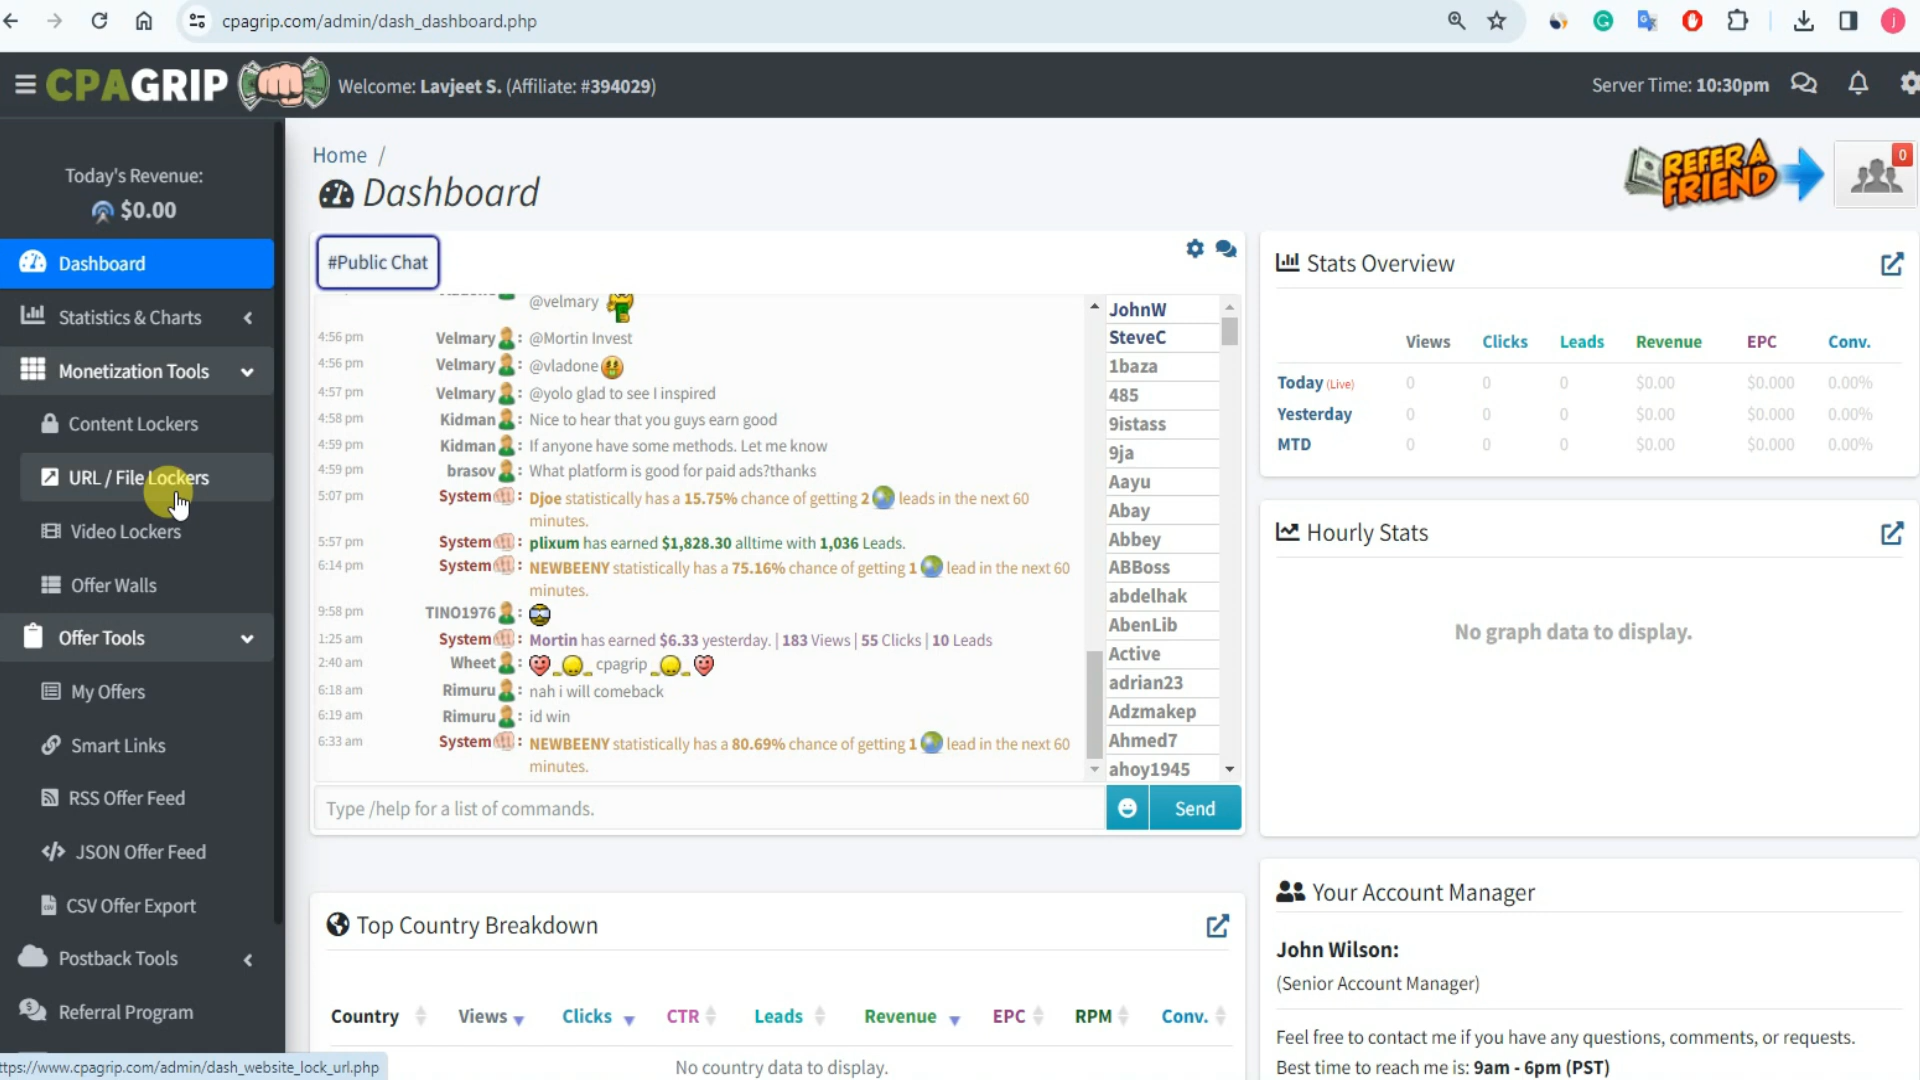 cpagrip.com/admin/dash_dashboard.php
j
CPAGRIP
Welcome: Lavjeet S. (Affiliate: #394029)
Server Time: 10:30pm
Today's Revenue:
$0.00
Dashboard
Statistics & Charts
Monetization Tools
Content Lockers
URL / File Lockers
Video Lockers
Offer Walls
Offer Tools
My Offers
Smart Links
RSS Offer Feed
JSON Offer Feed
CSV Offer Export
Postback Tools
Referral Program
ttps://www.cpagrip.com/admin/dash_website_lock_url.php
Home /
Dashboard
REFER A
FRIEND
0
#Public Chat
@velmary
4:56 pm Velmary : @Mortin Invest
4:56 pm Velmary : @vladone
4:57 pm Velmary : @yolo glad to see I inspired
4:58 pm Kidman : Nice to hear that you guys earn good
4:59 pm Kidman : If anyone have some methods. Let me know
4:59 pm brasov : What platform is good for paid ads?thanks
5:07 pm System : Djoe statistically has a 15.75% chance of getting 2 leads in the next 60
minutes.
5:57 pm System : plixum has earned $1,828.30 alltime with 1,036 Leads.
6:14 pm System : NEWBEENY statistically has a 75.16% chance of getting 1 lead in the next 60
minutes.
9:58 pm TINO1976 :
1:25 am System : Mortin has earned $6.33 yesterday. | 183 Views | 55 Clicks | 10 Leads
2:40 am Wheet : _ _ cpagrip _ _
6:18 am Rimuru : nah i will comeback
6:19 am Rimuru : id win
6:33 am System : NEWBEENY statistically has a 80.69% chance of getting 1 lead in the next 60
minutes.
JohnW
SteveC
1baza
485
9istass
9ja
Aayu
Abay
Abbey
ABBoss
abdelhak
AbenLib
Active
adrian23
Adzmakep
Ahmed7
ahoy1945
Type /help for a list of commands.
Send
Top Country Breakdown
Country Views Clicks CTR Leads Revenue EPC RPM Conv.
No country data to display.
Stats Overview
Views Clicks Leads Revenue EPC Conv.
Today (Live) 0 0 0 $0.00 $0.000 0.00%
Yesterday 0 0 0 $0.00 $0.000 0.00%
MTD 0 0 0 $0.00 $0.000 0.00%
Hourly Stats
No graph data to display.
Your Account Manager
John Wilson:
(Senior Account Manager)
Feel free to contact me if you have any questions, comments, or requests.
Best time to reach me is: 9am - 6pm (PST)